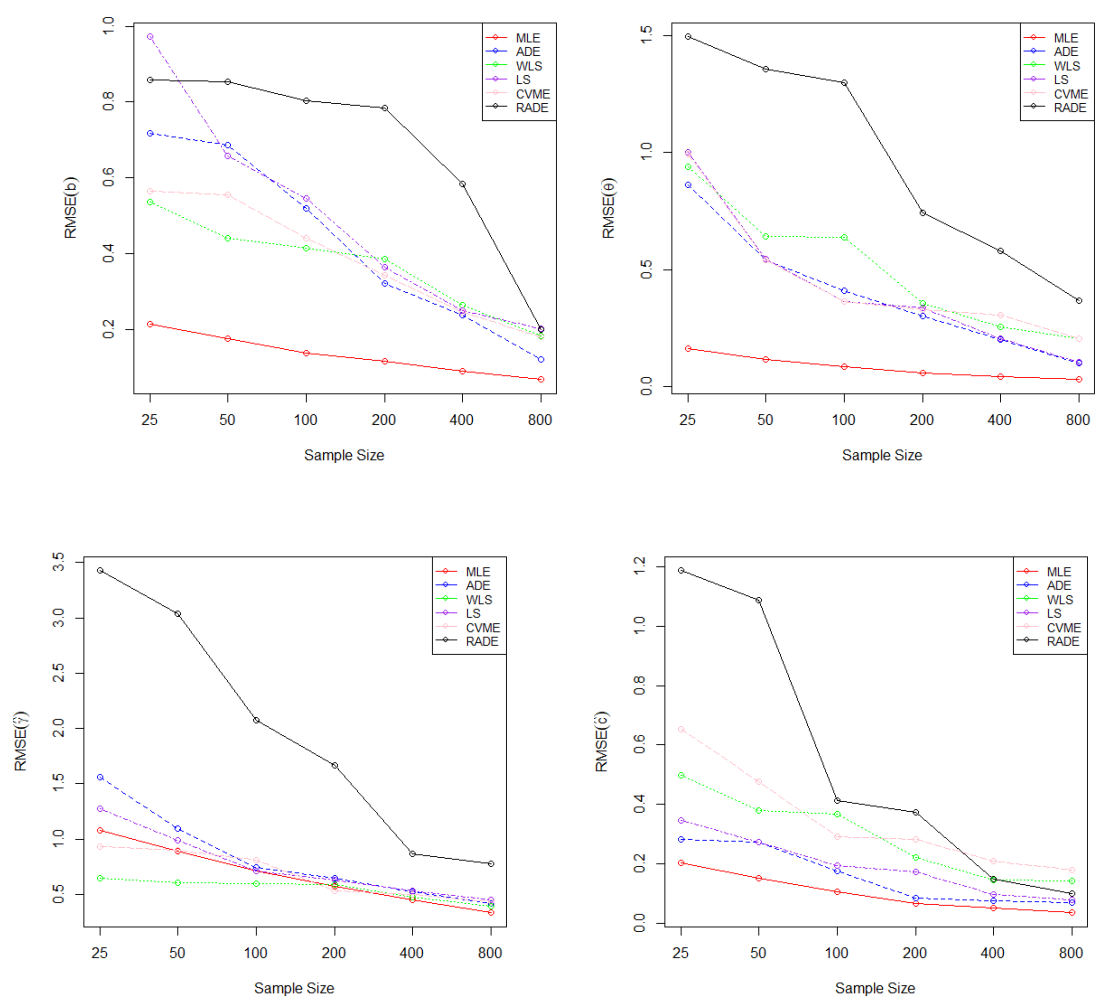 RMSE(b̂)
1.0
0.8
0.6
0.4
0.2
25 50 100 200 400 800
Sample Size
MLE
ADE
WLS
LS
CVME
RADE
RMSE(θ̂)
1.5
1.0
0.5
0.0
25 50 100 200 400 800
Sample Size
MLE
ADE
WLS
LS
CVME
RADE
RMSE(γ̂)
3.5
3.0
2.5
2.0
1.5
1.0
0.5
25 50 100 200 400 800
Sample Size
MLE
ADE
WLS
LS
CVME
RADE
RMSE(ĉ)
1.2
1.0
0.8
0.6
0.4
0.2
0.0
25 50 100 200 400 800
Sample Size
MLE
ADE
WLS
LS
CVME
RADE